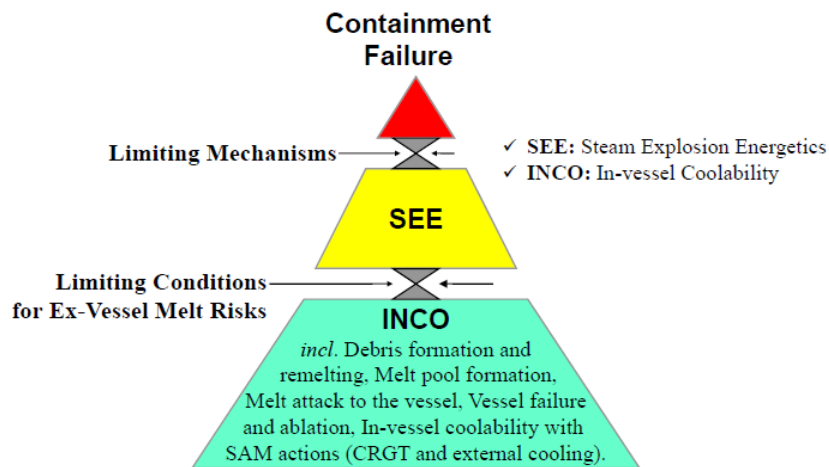 Containment
Failure
Limiting Mechanisms
✓ SEE: Steam Explosion Energetics
✓ INCO: In-vessel Coolability
SEE
Limiting Conditions
for Ex-Vessel Melt Risks
INCO
incl. Debris formation and
remelting, Melt pool formation,
Melt attack to the vessel, Vessel failure
and ablation, In-vessel coolability with
SAM actions (CRGT and external cooling).